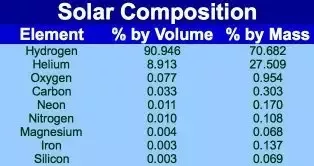 Solar Composition
Element % by Volume % by Mass
Hydrogen 90.946 70.682
Helium 8.913 27.509
Oxygen 0.077 0.954
Carbon 0.033 0.303
Neon 0.011 0.170
Nitrogen 0.010 0.108
Magnesium 0.004 0.068
Iron 0.003 0.137
Silicon 0.003 0.069